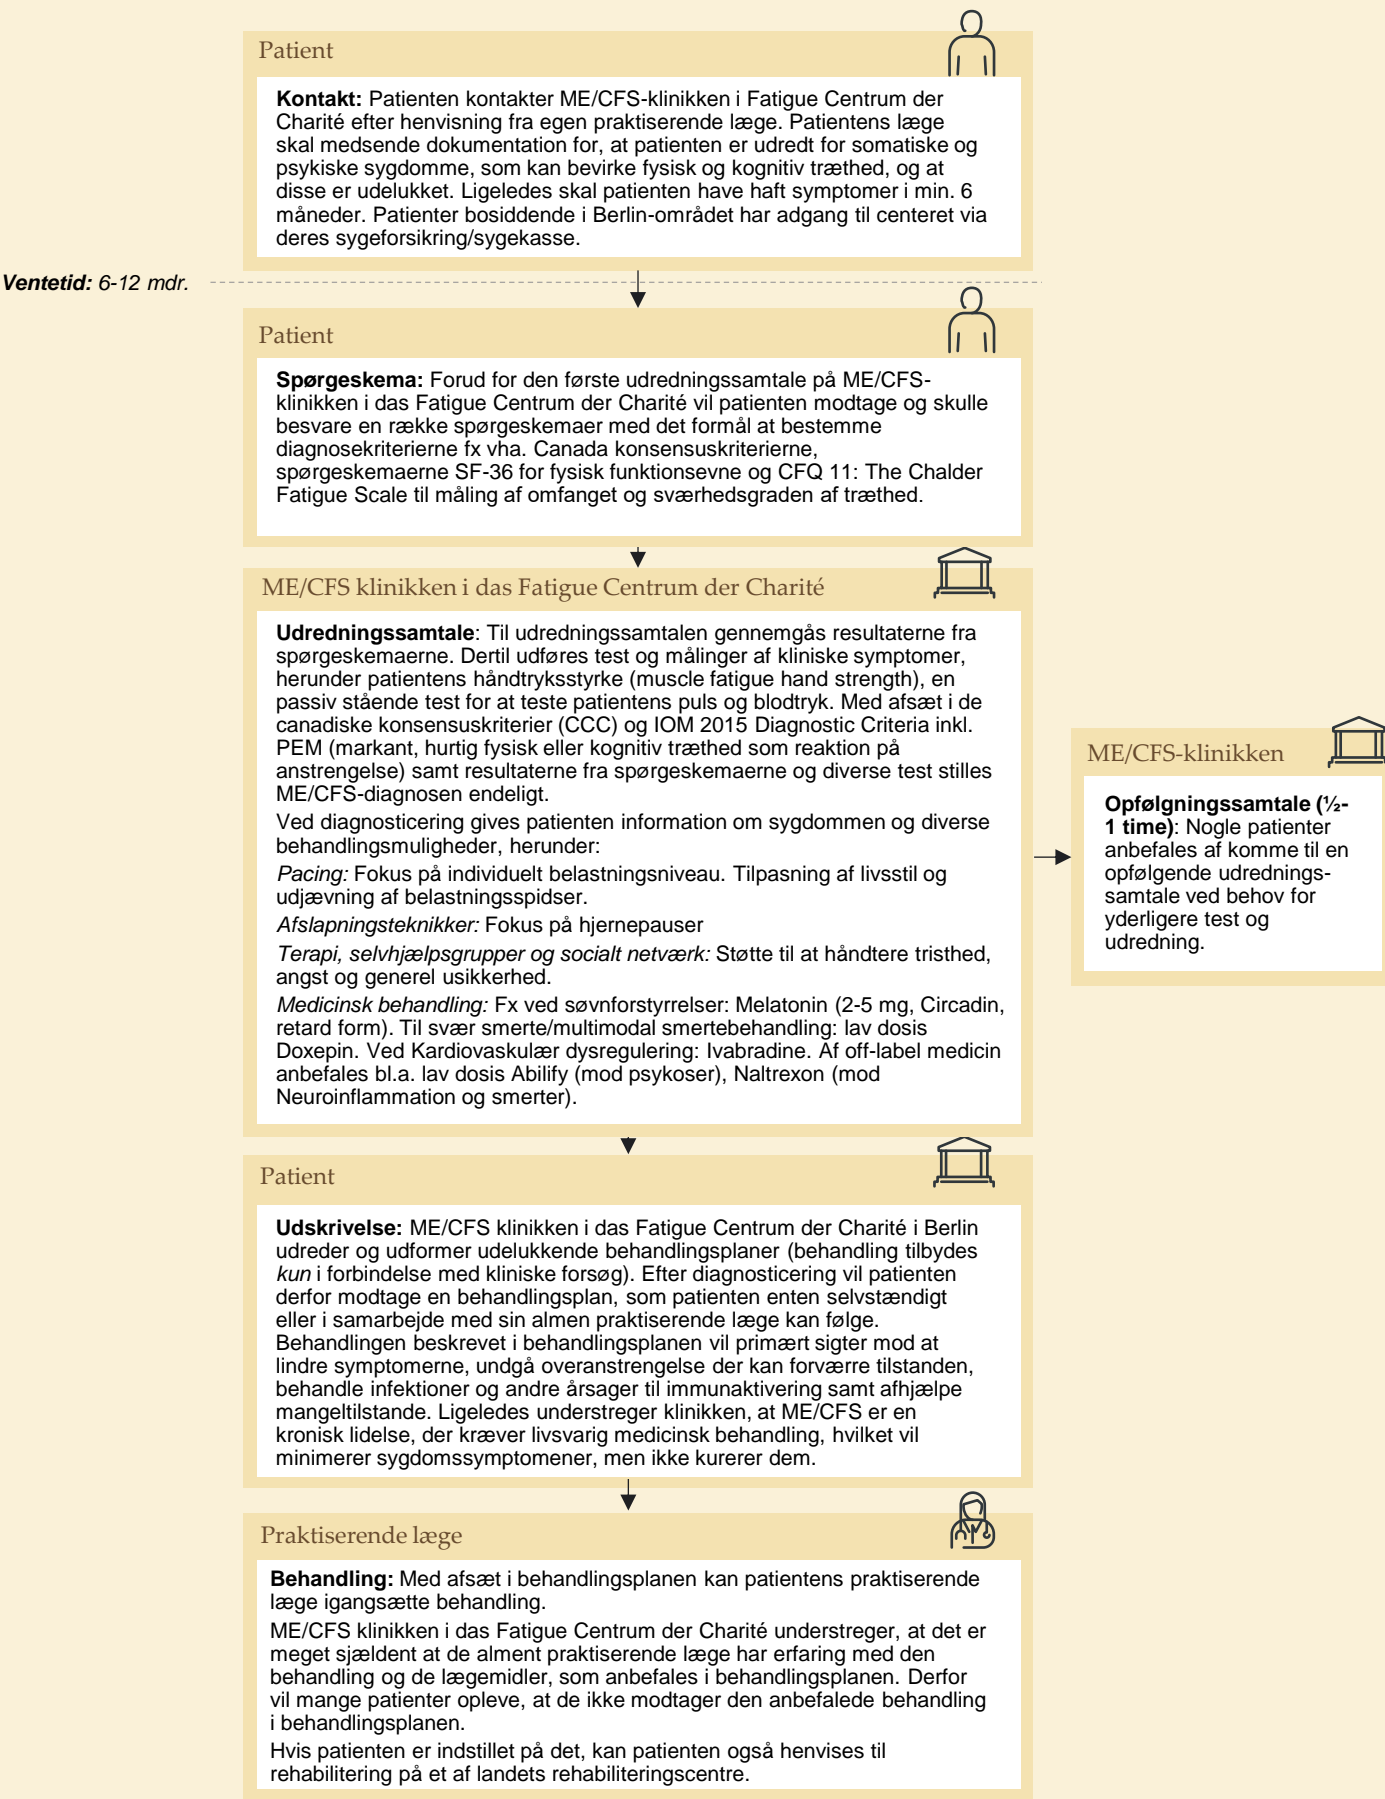 Patient
Kontakt: Patienten kontakter ME/CFS-klinikken i Fatigue Centrum der
Charité efter henvisning fra egen praktiserende læge. Patientens læge
skal medsende dokumentation for, at patienten er udredt for somatiske og
psykiske sygdomme, som kan bevirke fysisk og kognitiv træthed, og at
disse er udelukket. Ligeledes skal patienten have haft symptomer i min. 6
måneder. Patienter bosiddende i Berlin-området har adgang til centeret via
deres sygeforsikring/sygekasse.
Ventetid: 6-12 mdr.
Patient
Spørgeskema: Forud for den første udredningssamtale på ME/CFS-
klinikken i das Fatigue Centrum der Charité vil patienten modtage og skulle
besvare en række spørgeskemaer med det formål at bestemme
diagnosekriterierne fx vha. Canada konsensuskriterierne,
spørgeskemaerne SF-36 for fysisk funktionsevne og CFQ 11: The Chalder
Fatigue Scale til måling af omfanget og sværhedsgraden af træthed.
ME/CFS klinikken i das Fatigue Centrum der Charité
Udredningssamtale: Til udredningssamtalen gennemgås resultaterne fra
spørgeskemaerne. Dertil udføres test og målinger af kliniske symptomer,
herunder patientens håndtryksstyrke (muscle fatigue hand strength), en
passiv stående test for at teste patientens puls og blodtryk. Med afsæt i de
canadiske konsensuskriterier (CCC) og IOM 2015 Diagnostic Criteria inkl.
PEM (markant, hurtig fysisk eller kognitiv træthed som reaktion på
anstrengelse) samt resultaterne fra spørgeskemaerne og diverse test stilles
ME/CFS-diagnosen endeligt.
Ved diagnosticering gives patienten information om sygdommen og diverse
behandlingsmuligheder, herunder:
Pacing: Fokus på individuelt belastningsniveau. Tilpasning af livsstil og
udjævning af belastningsspidser.
Afslapningsteknikker: Fokus på hjernepauser
Terapi, selvhjælpsgrupper og socialt netværk: Støtte til at håndtere tristhed,
angst og generel usikkerhed.
Medicinsk behandling: Fx ved søvnforstyrrelser: Melatonin (2-5 mg, Circadin,
retard form). Til svær smerte/multimodal smertebehandling: lav dosis
Doxepin. Ved Kardiovaskulær dysregulering: Ivabradine. Af off-label medicin
anbefales bl.a. lav dosis Abilify (mod psykoser), Naltrexon (mod
Neuroinflammation og smerter).
ME/CFS-klinikken
Opfølgningssamtale (½-
1 time): Nogle patienter
anbefales af komme til en
opfølgende udrednings-
samtale ved behov for
yderligere test og
udredning.
Patient
Udskrivelse: ME/CFS klinikken i das Fatigue Centrum der Charité i Berlin
udreder og udformer udelukkende behandlingsplaner (behandling tilbydes
kun i forbindelse med kliniske forsøg). Efter diagnosticering vil patienten
derfor modtage en behandlingsplan, som patienten enten selvstændigt
eller i samarbejde med sin almen praktiserende læge kan følge.
Behandlingen beskrevet i behandlingsplanen vil primært sigter mod at
lindre symptomerne, undgå overanstrengelse der kan forværre tilstanden,
behandle infektioner og andre årsager til immunaktivering samt afhjælpe
mangeltilstande. Ligeledes understreger klinikken, at ME/CFS er en
kronisk lidelse, der kræver livsvarig medicinsk behandling, hvilket vil
minimerer sygdomssymptomener, men ikke kurerer dem.
Praktiserende læge
Behandling: Med afsæt i behandlingsplanen kan patientens praktiserende
læge igangsætte behandling.
ME/CFS klinikken i das Fatigue Centrum der Charité understreger, at det er
meget sjældent at de alment praktiserende læge har erfaring med den
behandling og de lægemidler, som anbefales i behandlingsplanen. Derfor
vil mange patienter opleve, at de ikke modtager den anbefalede behandling
i behandlingsplanen.
Hvis patienten er indstillet på det, kan patienten også henvises til
rehabilitering på et af landets rehabiliteringscentre.